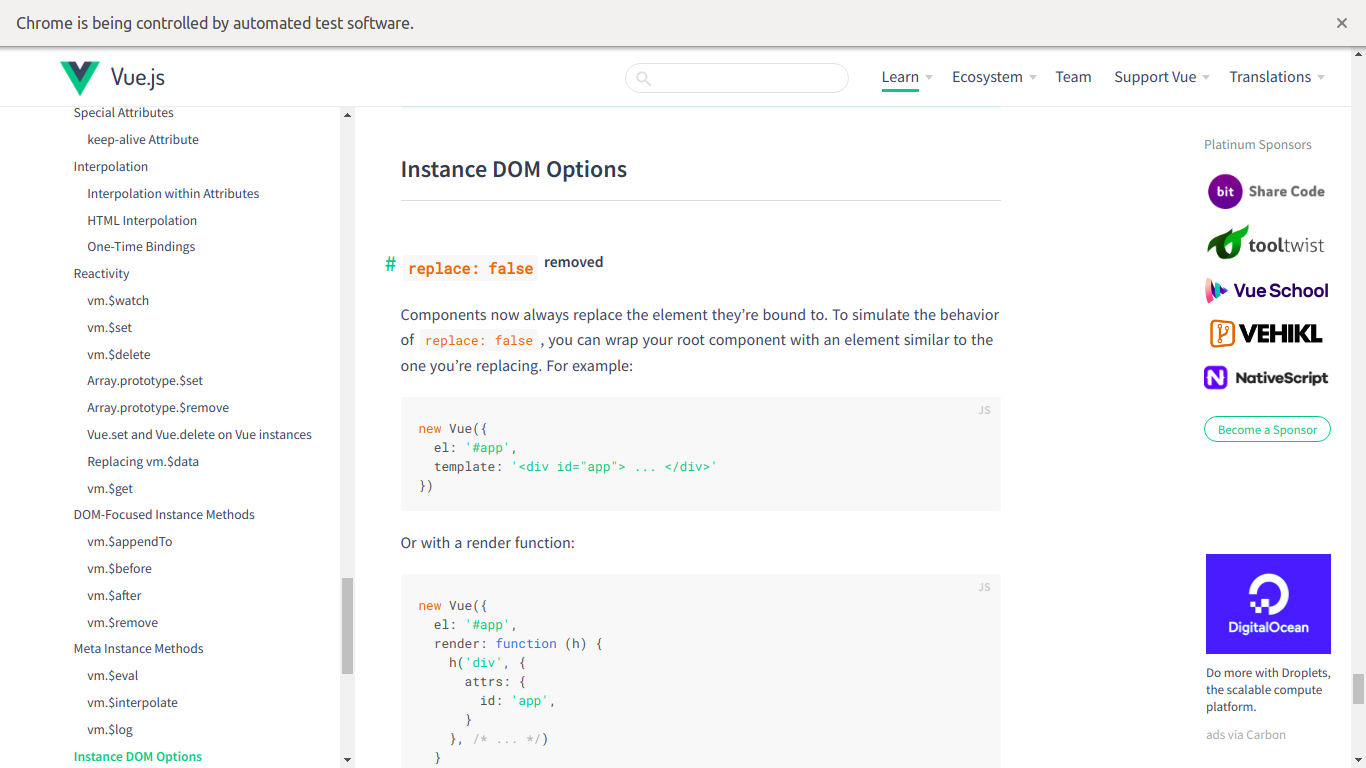 Chrome is being controlled by automated test software.
Vue.js
Learn
Ecosystem
Team
Support Vue
Translations
Special Attributes
keep-alive Attribute
Interpolation
Interpolation within Attributes
HTML Interpolation
One-Time Bindings
Reactivity
vm.$watch
vm.$set
vm.$delete
Array.prototype.$set
Array.prototype.$remove
Vue.set and Vue.delete on Vue instances
Replacing vm.$data
vm.$get
DOM-Focused Instance Methods
vm.$appendTo
vm.$before
vm.$after
vm.$remove
Meta Instance Methods
vm.$eval
vm.$interpolate
vm.$log
Instance DOM Options
Instance DOM Options
# replace: false removed
Components now always replace the element they’re bound to. To simulate the behavior
of replace: false , you can wrap your root component with an element similar to the
one you’re replacing. For example:
JS
new Vue({
  el: '#app',
  template: '<div id="app"> ... </div>'
})
Or with a render function:
JS
new Vue({
  el: '#app',
  render: function (h) {
    h('div', {
      attrs: {
        id: 'app',
      }
    }, /* ... */)
  }
Platinum Sponsors
bit Share Code
tooltwist
Vue School
VEHIKL
NativeScript
Become a Sponsor
DigitalOcean
Do more with Droplets,
the scalable compute
platform.
ads via Carbon